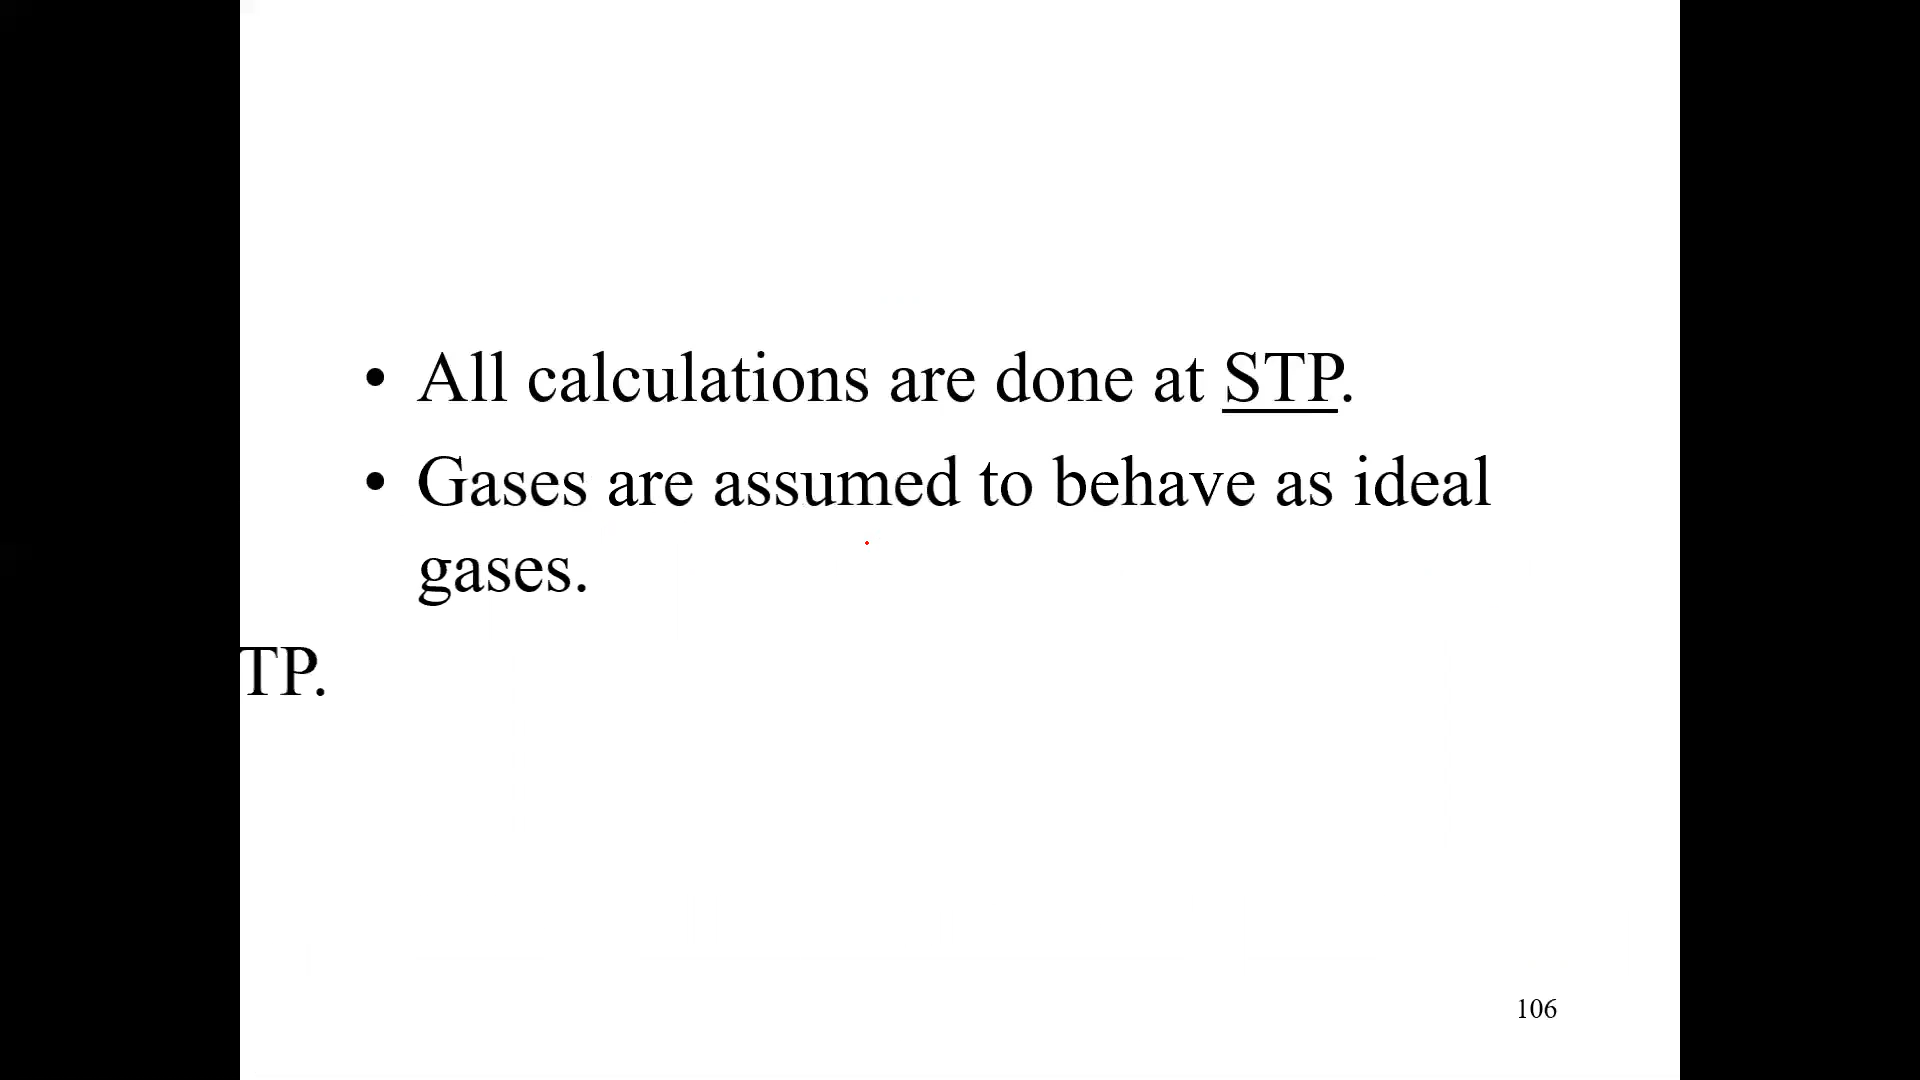 • All calculations are done at STP.
• Gases are assumed to behave as ideal
gases.
TP.
106